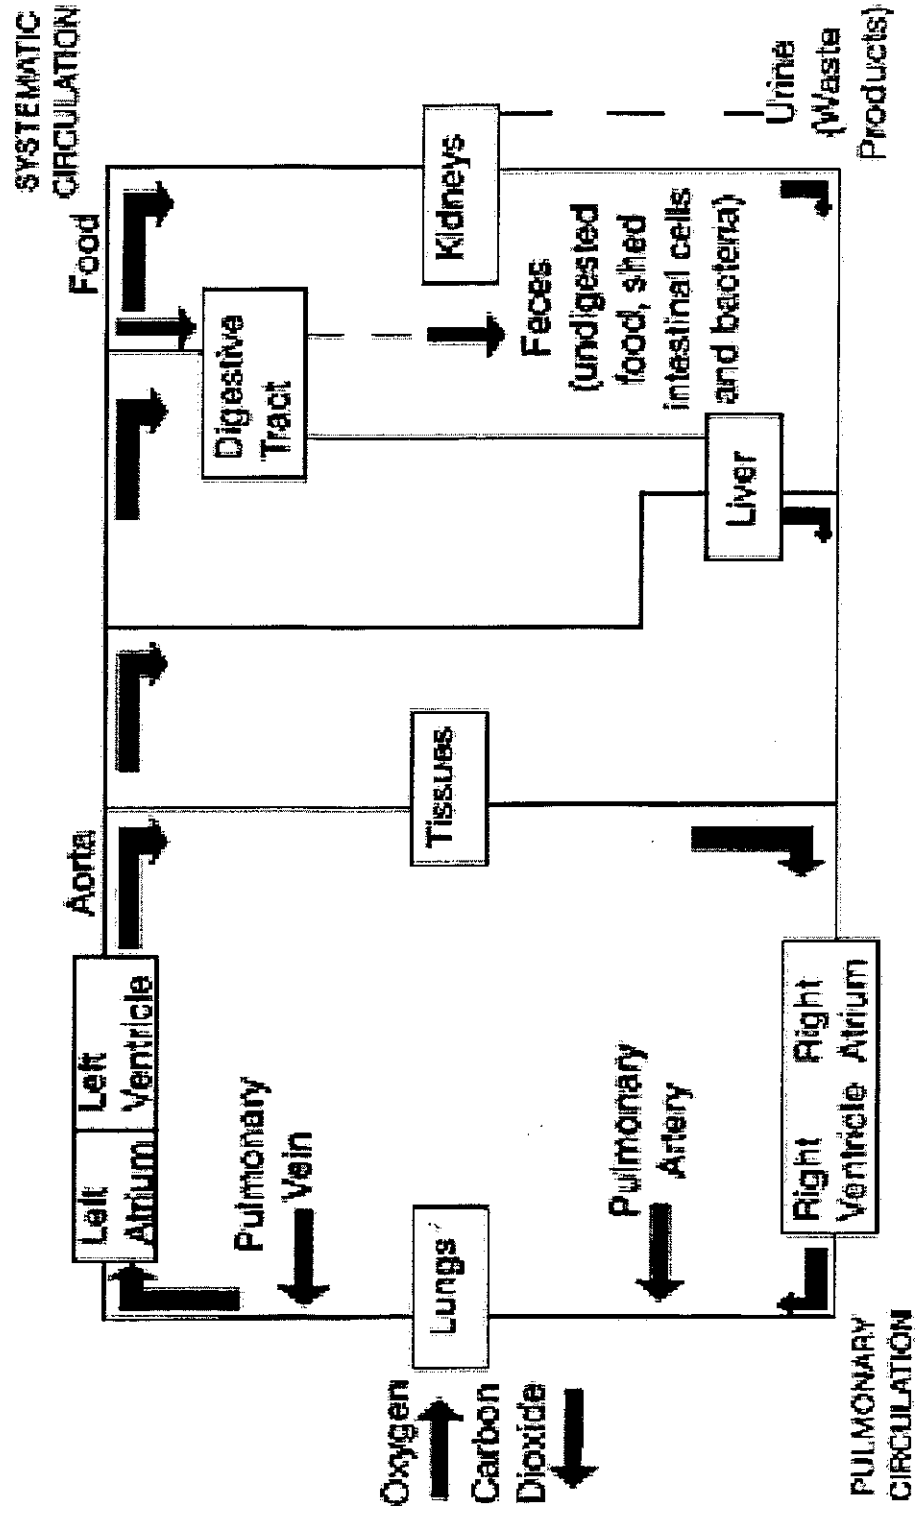 SYSTEMATIC
CIRCULATION
Aorta
Food
Left
Atrium
Left
Ventricle
Digestive
Tract
Pulmonary
Vein
Oxygen
Carbon
Dioxide
Lungs
Tissues
Kidneys
Feces
(undigested
food, shed
intestinal cells
and bacteria)
Pulmonary
Artery
Liver
Urine
(Waste
Products)
Right Right
Ventricle Atrium
PULMONARY
CIRCULATION